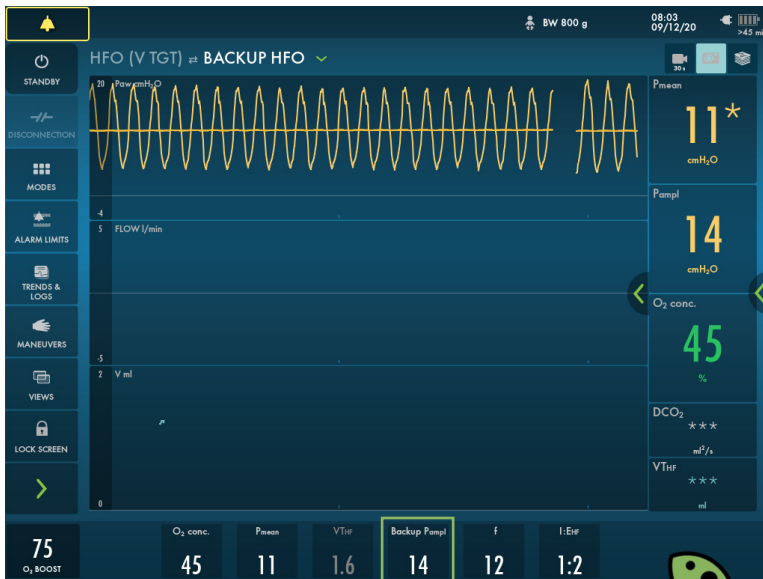 BW 800 g
08:03
09/12/20
>45 mi
STANDBY
HFO (V TGT) ⇄ BACKUP HFO
30 s
DISCONNECTION
MODES
ALARM LIMITS
TRENDS &
LOGS
MANEUVERS
VIEWS
LOCK SCREEN
20 Paw cmH₂O
-4
5 FLOW l/min
-5
2 V ml
0
Pmean
11*
cmH₂O
Pampl
14
cmH₂O
O₂ conc.
45
%
DCO₂
***
ml²/s
VTHF
***
ml
75
O₂ BOOST
O₂ conc.
45
Pmean
11
VTHF
1.6
Backup Pampl
14
f
12
I:EHF
1:2